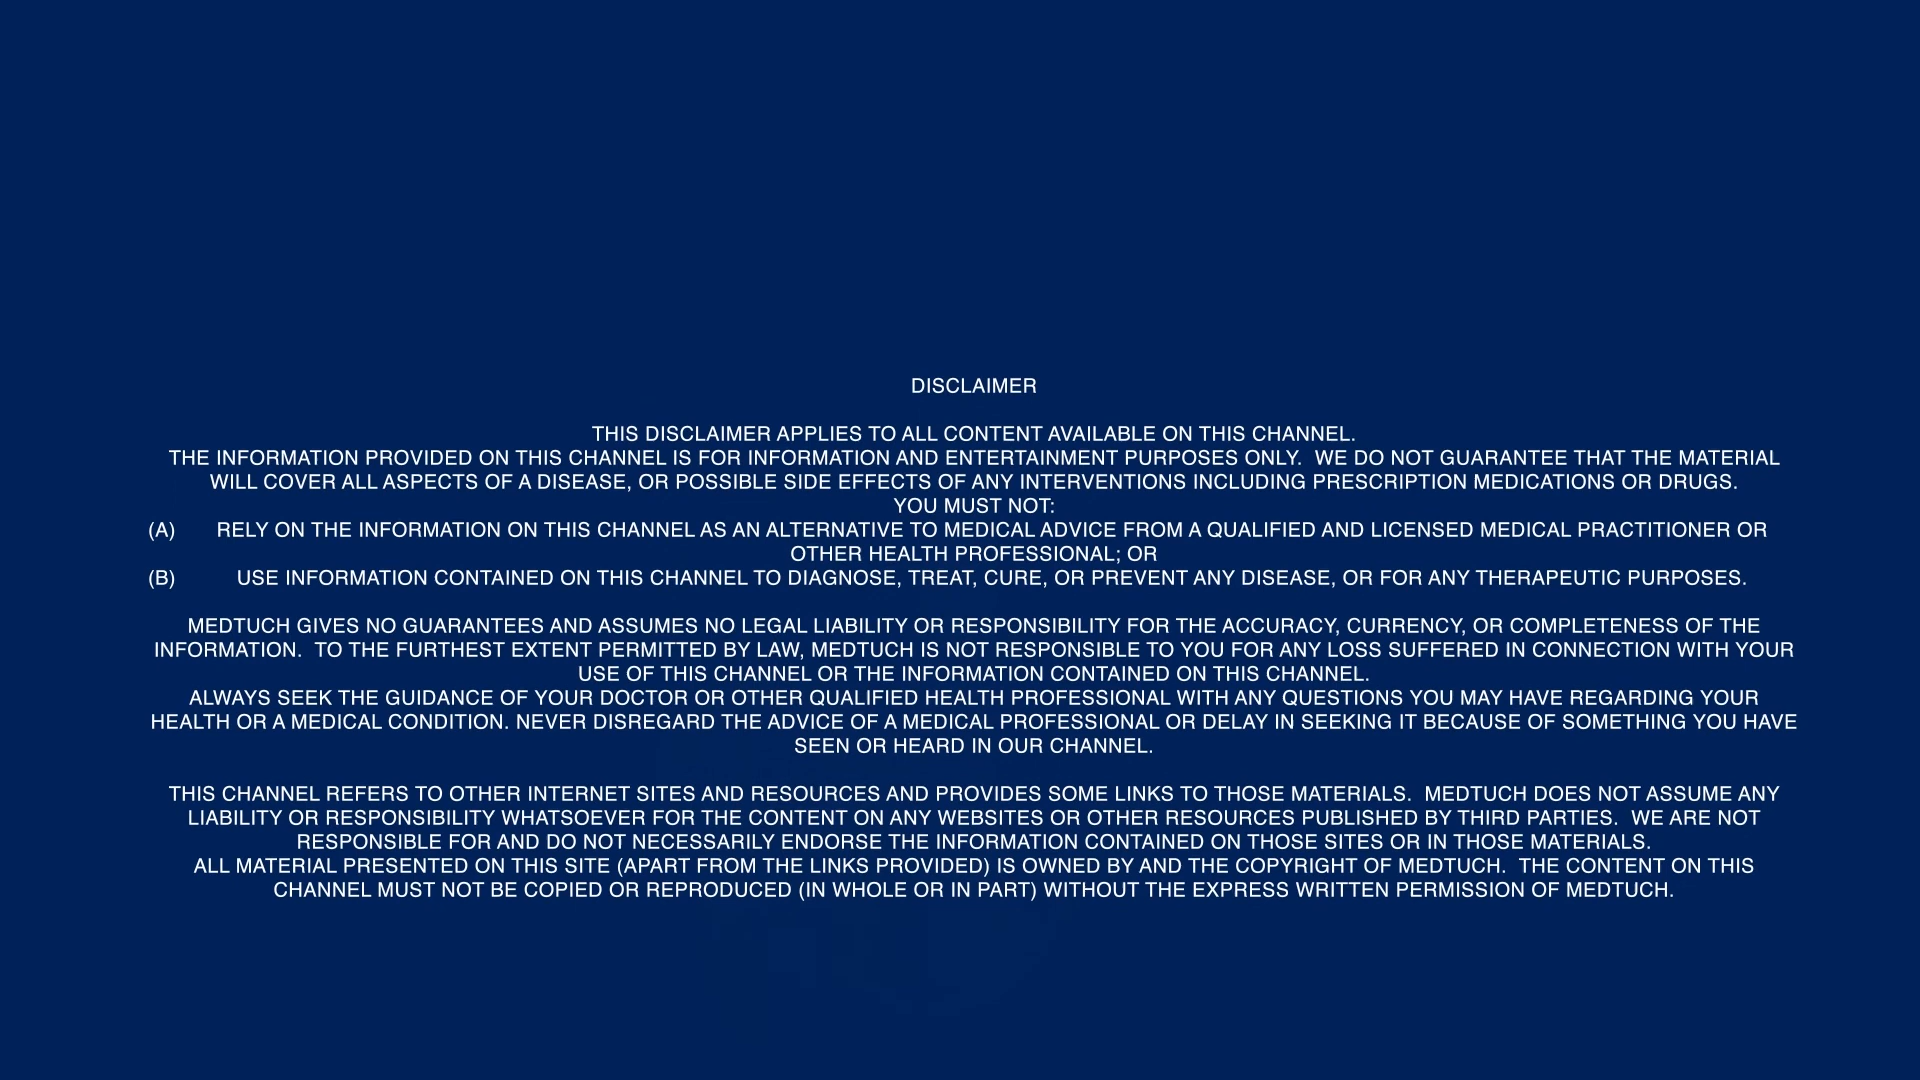 DISCLAIMER
THIS DISCLAIMER APPLIES TO ALL CONTENT AVAILABLE ON THIS CHANNEL.
THE INFORMATION PROVIDED ON THIS CHANNEL IS FOR INFORMATION AND ENTERTAINMENT PURPOSES ONLY.  WE DO NOT GUARANTEE THAT THE MATERIAL
WILL COVER ALL ASPECTS OF A DISEASE, OR POSSIBLE SIDE EFFECTS OF ANY INTERVENTIONS INCLUDING PRESCRIPTION MEDICATIONS OR DRUGS.
YOU MUST NOT:
(A) RELY ON THE INFORMATION ON THIS CHANNEL AS AN ALTERNATIVE TO MEDICAL ADVICE FROM A QUALIFIED AND LICENSED MEDICAL PRACTITIONER OR
OTHER HEALTH PROFESSIONAL; OR
(B) USE INFORMATION CONTAINED ON THIS CHANNEL TO DIAGNOSE, TREAT, CURE, OR PREVENT ANY DISEASE, OR FOR ANY THERAPEUTIC PURPOSES.
MEDTUCH GIVES NO GUARANTEES AND ASSUMES NO LEGAL LIABILITY OR RESPONSIBILITY FOR THE ACCURACY, CURRENCY, OR COMPLETENESS OF THE
INFORMATION.  TO THE FURTHEST EXTENT PERMITTED BY LAW, MEDTUCH IS NOT RESPONSIBLE TO YOU FOR ANY LOSS SUFFERED IN CONNECTION WITH YOUR
USE OF THIS CHANNEL OR THE INFORMATION CONTAINED ON THIS CHANNEL.
ALWAYS SEEK THE GUIDANCE OF YOUR DOCTOR OR OTHER QUALIFIED HEALTH PROFESSIONAL WITH ANY QUESTIONS YOU MAY HAVE REGARDING YOUR
HEALTH OR A MEDICAL CONDITION. NEVER DISREGARD THE ADVICE OF A MEDICAL PROFESSIONAL OR DELAY IN SEEKING IT BECAUSE OF SOMETHING YOU HAVE
SEEN OR HEARD IN OUR CHANNEL.
THIS CHANNEL REFERS TO OTHER INTERNET SITES AND RESOURCES AND PROVIDES SOME LINKS TO THOSE MATERIALS.  MEDTUCH DOES NOT ASSUME ANY
LIABILITY OR RESPONSIBILITY WHATSOEVER FOR THE CONTENT ON ANY WEBSITES OR OTHER RESOURCES PUBLISHED BY THIRD PARTIES.  WE ARE NOT
RESPONSIBLE FOR AND DO NOT NECESSARILY ENDORSE THE INFORMATION CONTAINED ON THOSE SITES OR IN THOSE MATERIALS.
ALL MATERIAL PRESENTED ON THIS SITE (APART FROM THE LINKS PROVIDED) IS OWNED BY AND THE COPYRIGHT OF MEDTUCH.  THE CONTENT ON THIS
CHANNEL MUST NOT BE COPIED OR REPRODUCED (IN WHOLE OR IN PART) WITHOUT THE EXPRESS WRITTEN PERMISSION OF MEDTUCH.